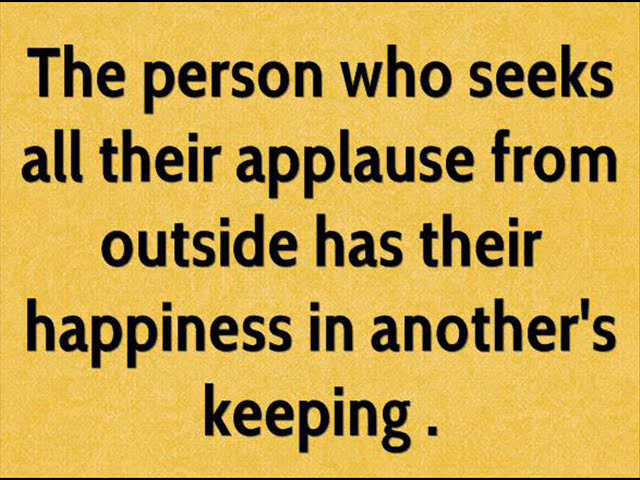 The person who seeks
all their applause from
outside has their
happiness in another's
keeping .